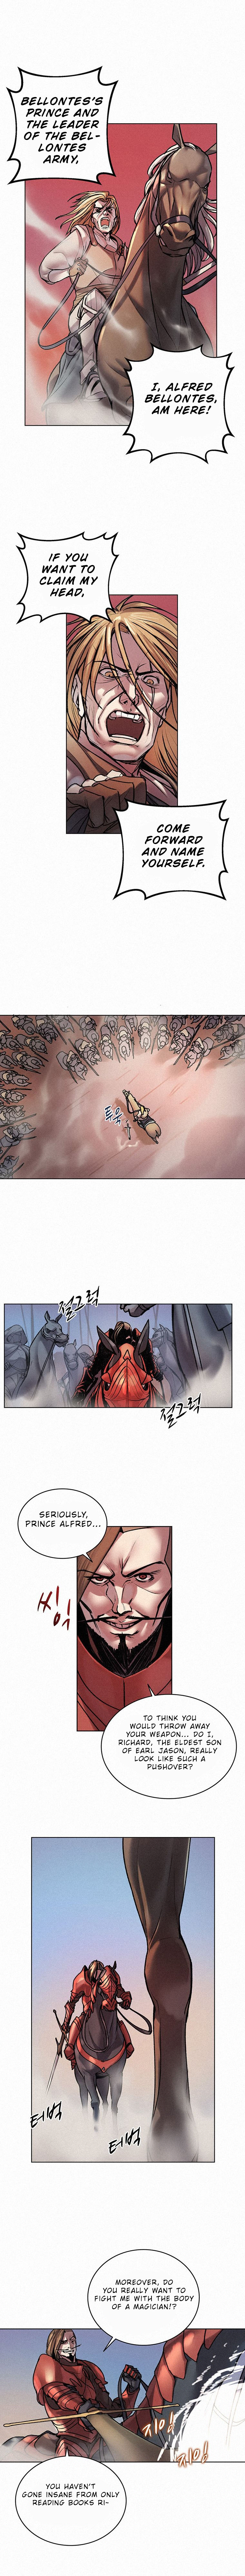 BELLONTES'S
PRINCE AND
THE LEADER
OF THE BEL-
LONTES
ARMY,
I, ALFRED
BELLONTES,
AM HERE!
IF YOU
WANT TO
CLAIM MY
HEAD,
COME
FORWARD
AND NAME
YOURSELF.
투욱
절그럭
절그럭
SERIOUSLY,
PRINCE ALFRED...
씨익
TO THINK YOU
WOULD THROW AWAY
YOUR WEAPON... DO I,
RICHARD, THE ELDEST SON
OF EARL JASON, REALLY
LOOK LIKE SUCH A
PUSHOVER?
터벅
터벅
MOREOVER, DO
YOU REALLY WANT TO
FIGHT ME WITH THE BODY
OF A MAGICIAN!?
지잉
지잉
YOU HAVEN'T
GONE INSANE FROM ONLY
READING BOOKS RI~